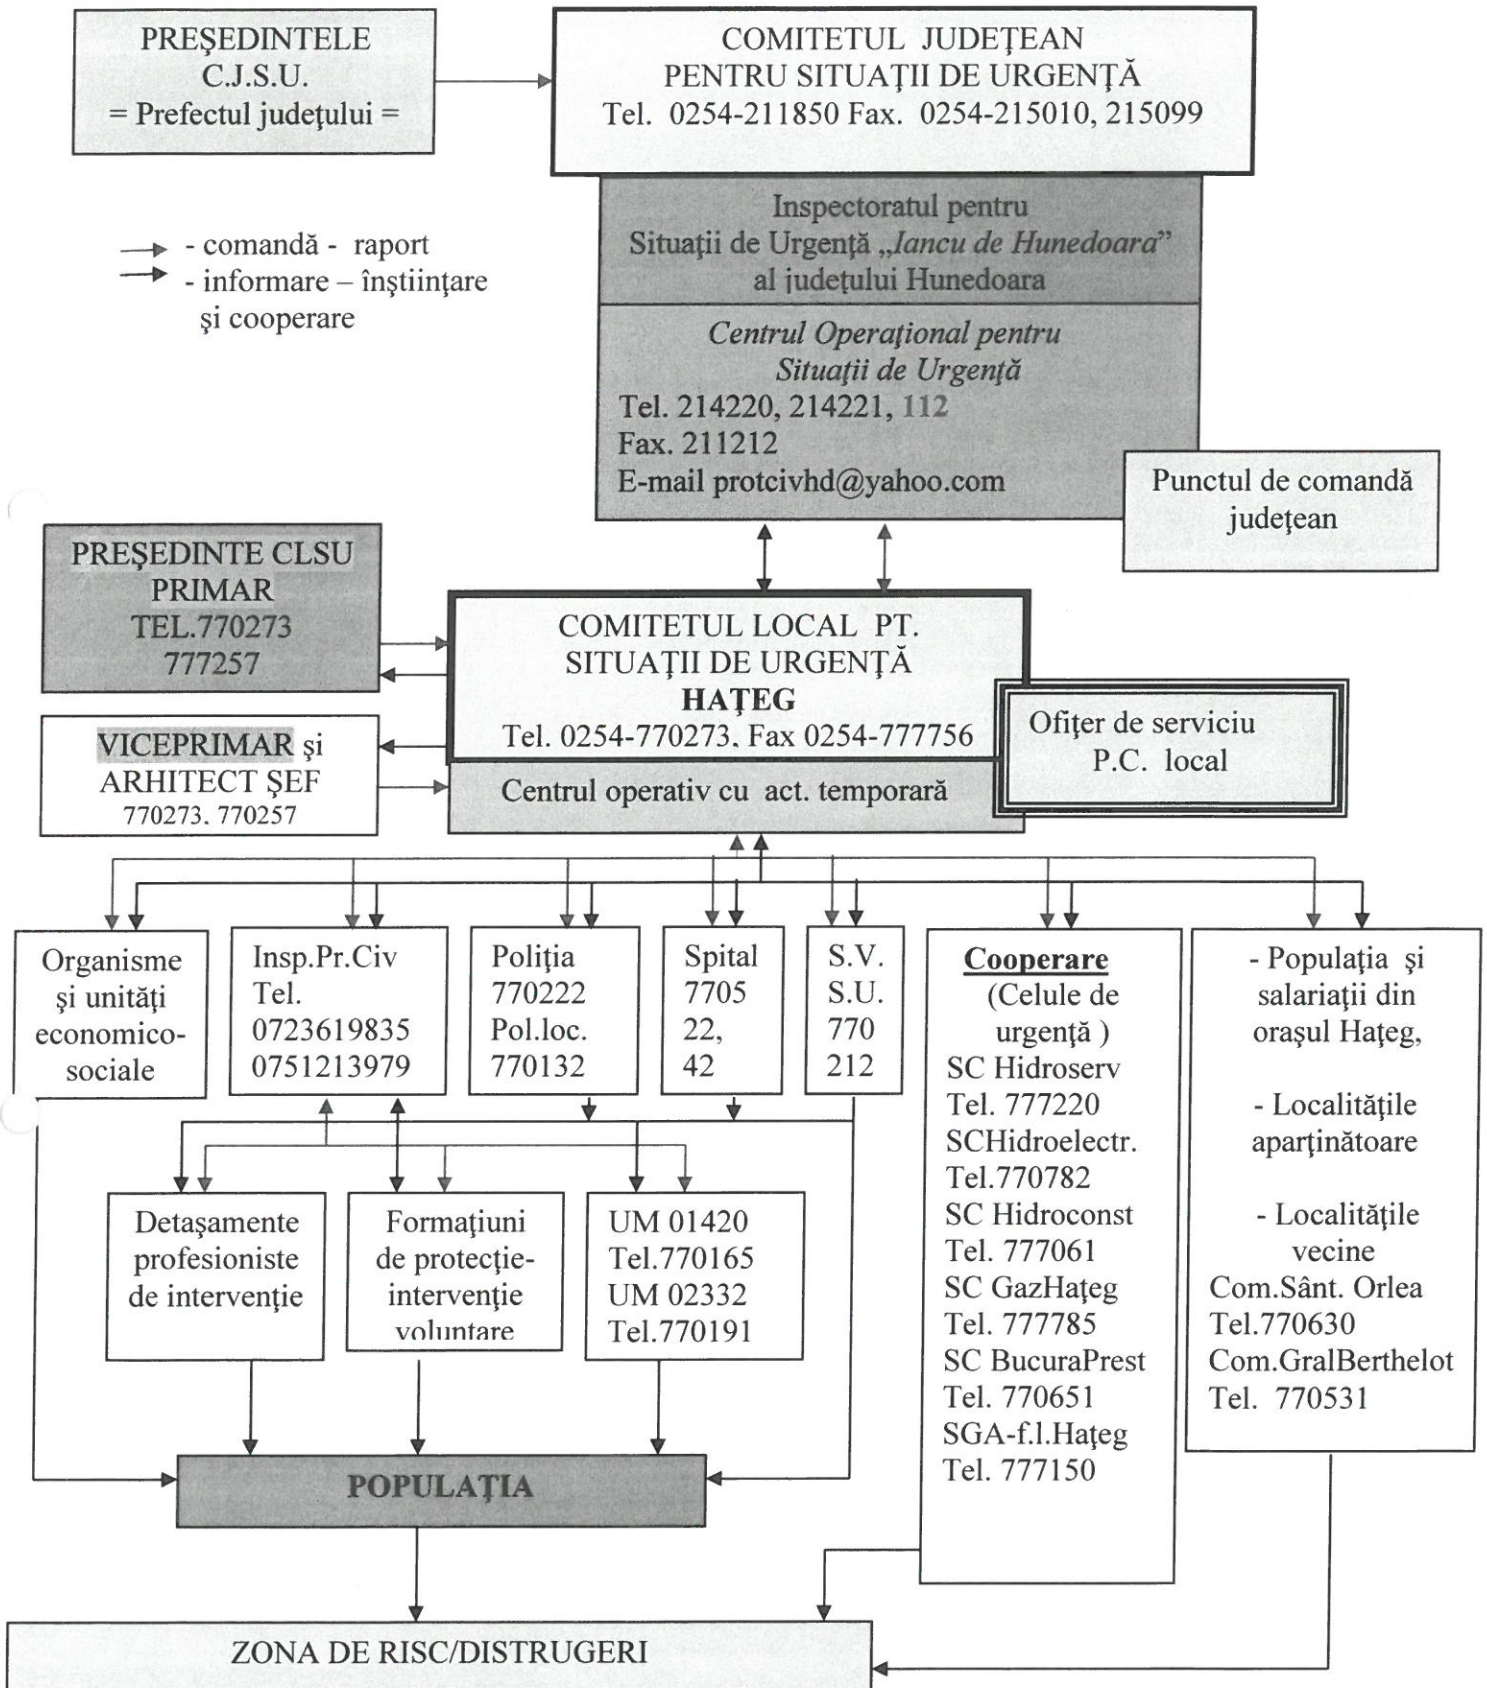 PREŞEDINTELE
C.J.S.U.
= Prefectul judeţului =
COMITETUL JUDEŢEAN
PENTRU SITUAŢII DE URGENŢĂ
Tel. 0254-211850 Fax. 0254-215010, 215099
- comandă - raport
- informare – înştiinţare
şi cooperare
Inspectoratul pentru
Situaţii de Urgenţă „Iancu de Hunedoara”
al judeţului Hunedoara
Centrul Operaţional pentru
Situaţii de Urgenţă
Tel. 214220, 214221, 112
Fax. 211212
E-mail protcivhd@yahoo.com
Punctul de comandă
judeţean
PREŞEDINTE CLSU
PRIMAR
TEL.770273
777257
COMITETUL LOCAL PT.
SITUAŢII DE URGENŢĂ
HAŢEG
Tel. 0254-770273. Fax 0254-777756
Centrul operativ cu act. temporară
Ofiţer de serviciu
P.C. local
VICEPRIMAR şi
ARHITECT ŞEF
770273. 770257
Organisme
şi unităţi
economico-
sociale
Insp.Pr.Civ
Tel.
0723619835
0751213979
Poliţia
770222
Pol.loc.
770132
Spital
7705
22,
42
S.V.
S.U.
770
212
Cooperare
(Celule de
urgenţă )
SC Hidroserv
Tel. 777220
SCHidroelectr.
Tel.770782
SC Hidroconst
Tel. 777061
SC GazHaţeg
Tel. 777785
SC BucuraPrest
Tel. 770651
SGA-f.l.Haţeg
Tel. 777150
- Populaţia şi
salariaţii din
oraşul Haţeg,
- Localităţile
aparţinătoare
- Localităţile
vecine
Com.Sânt. Orlea
Tel.770630
Com.GralBerthelot
Tel. 770531
Detaşamente
profesioniste
de intervenţie
Formaţiuni
de protecţie-
intervenţie
voluntare
UM 01420
Tel.770165
UM 02332
Tel.770191
POPULAŢIA
ZONA DE RISC/DISTRUGERI